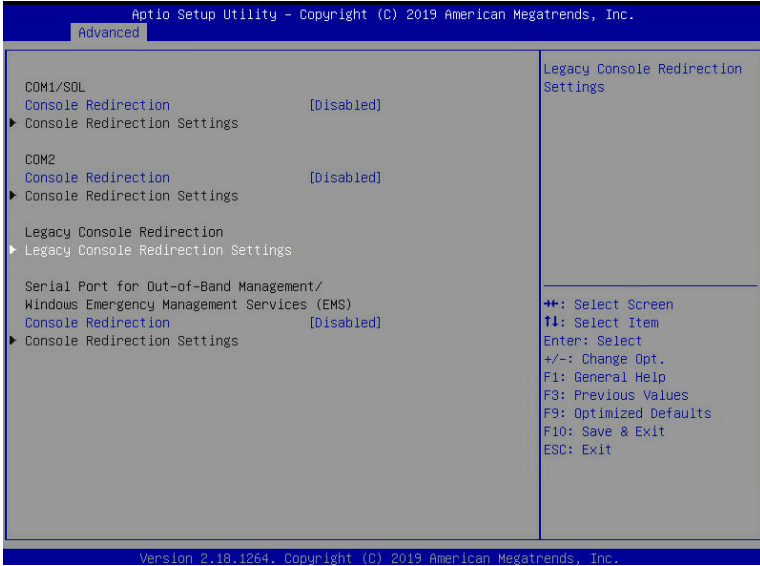 Aptio Setup Utility – Copyright (C) 2019 American Megatrends, Inc.
Advanced
COM1/SOL
Console Redirection [Disabled]
▶ Console Redirection Settings
COM2
Console Redirection [Disabled]
▶ Console Redirection Settings
Legacy Console Redirection
▶ Legacy Console Redirection Settings
Serial Port for Out-of-Band Management/
Windows Emergency Management Services (EMS)
Console Redirection [Disabled]
▶ Console Redirection Settings
Legacy Console Redirection
Settings
→←: Select Screen
↑↓: Select Item
Enter: Select
+/-: Change Opt.
F1: General Help
F3: Previous Values
F9: Optimized Defaults
F10: Save & Exit
ESC: Exit
Version 2.18.1264. Copyright (C) 2019 American Megatrends, Inc.